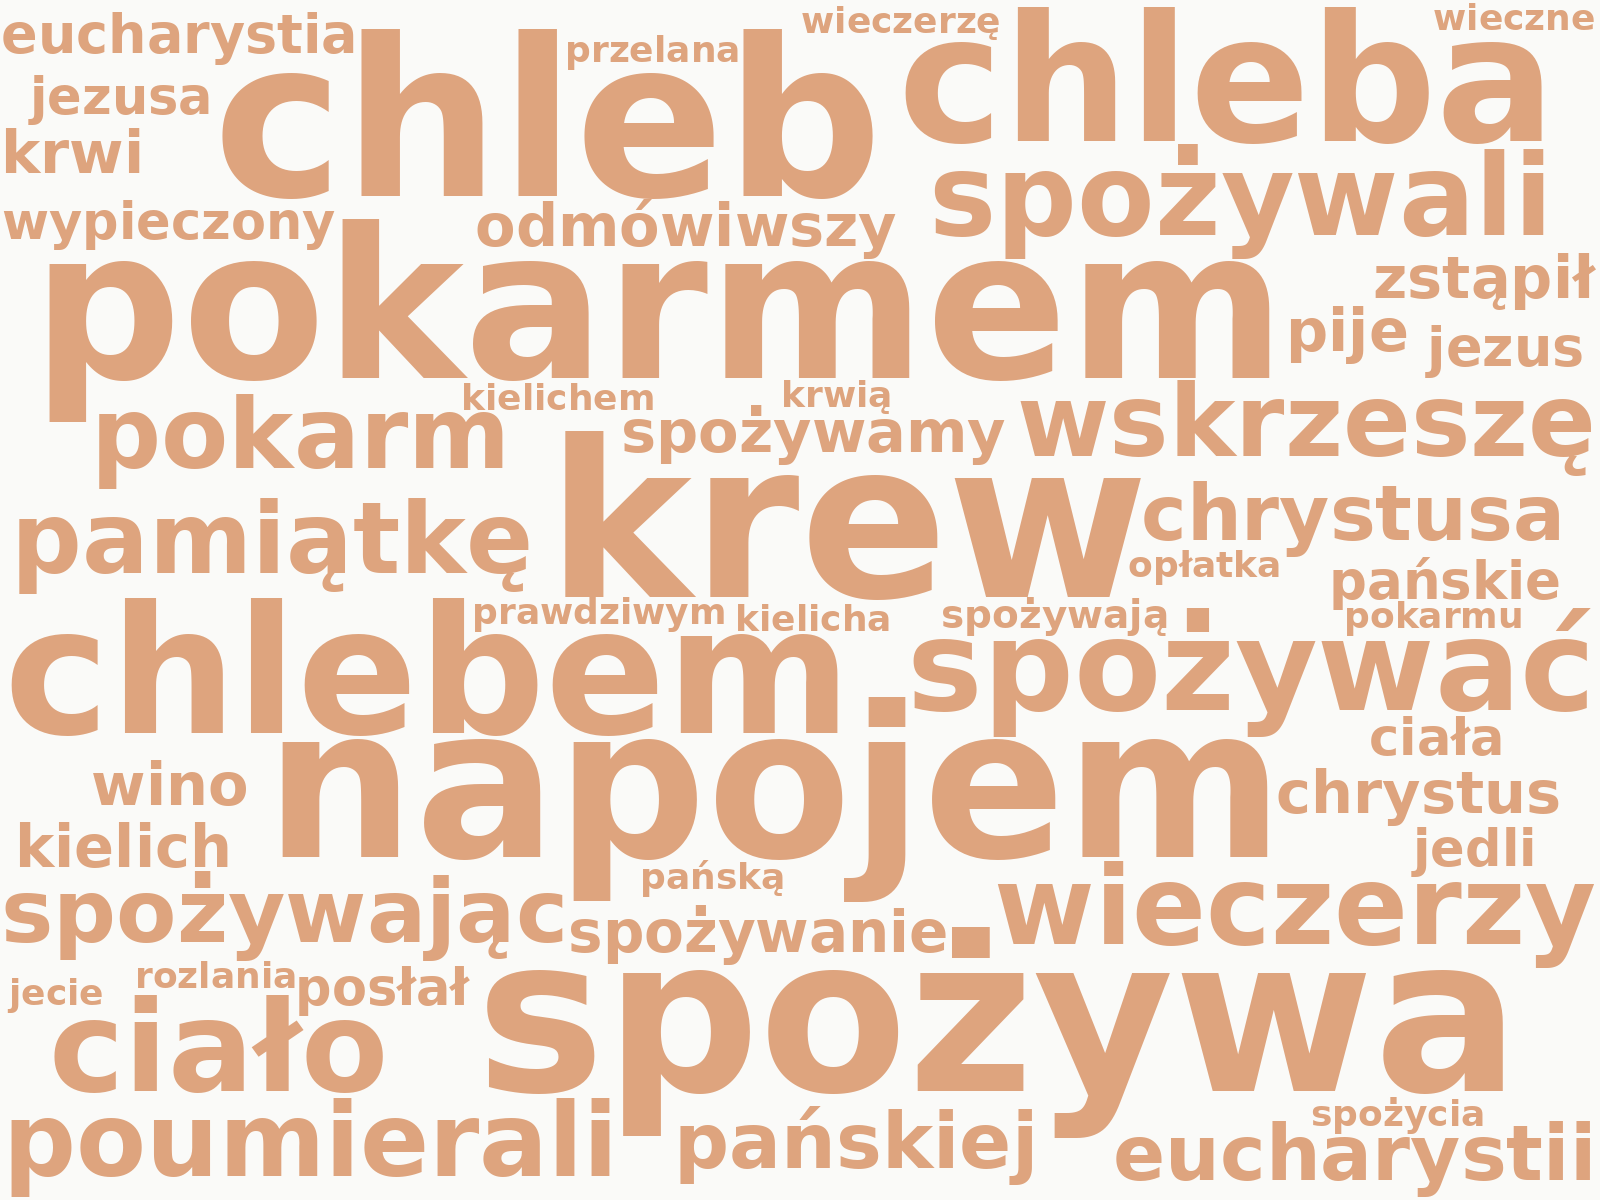 eucharystia
przelana
wieczerzę
wieczne
chleb
chleba
jezusa
krwi
wypieczony
odmówiwszy
spożywali
pokarmem
zstąpił
pije
jezus
kielichem
krwią
pokarm
spożywamy
wskrzeszę
krew
pamiątkę
chrystusa
opłatka
pańskie
prawdziwym
kielicha
spożywają
pokarmu
chlebem
spożywać
ciała
napojem
wino
chrystus
kielich
jedli
pańską
spożywając
spożywanie
wieczerzy
jecie
rozlania
posłał
spożywa
ciało
poumierali
pańskiej
spożycia
eucharystii